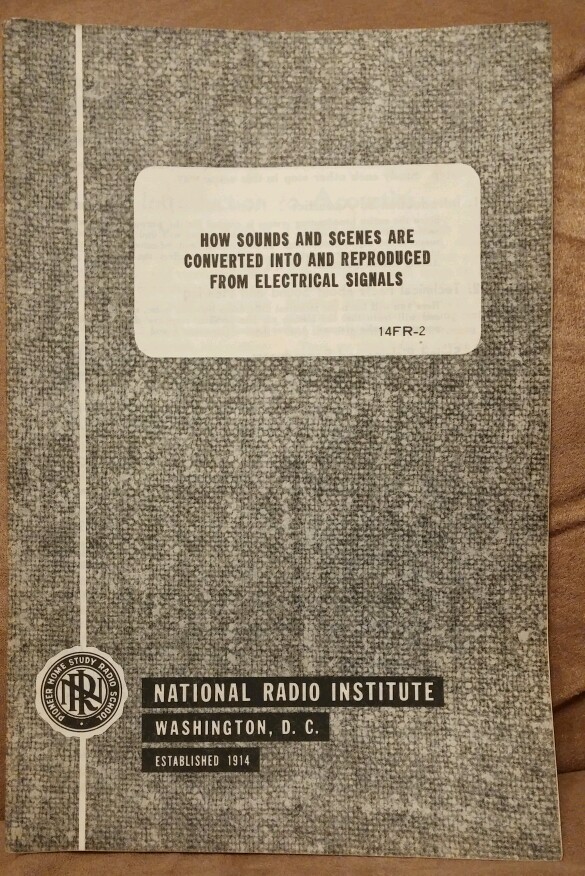 HOW SOUNDS AND SCENES ARE
CONVERTED INTO AND REPRODUCED
FROM ELECTRICAL SIGNALS
14FR-2
PIONEER HOME STUDY RADIO SCHOOL
NRI
NATIONAL RADIO INSTITUTE
WASHINGTON, D. C.
ESTABLISHED 1914